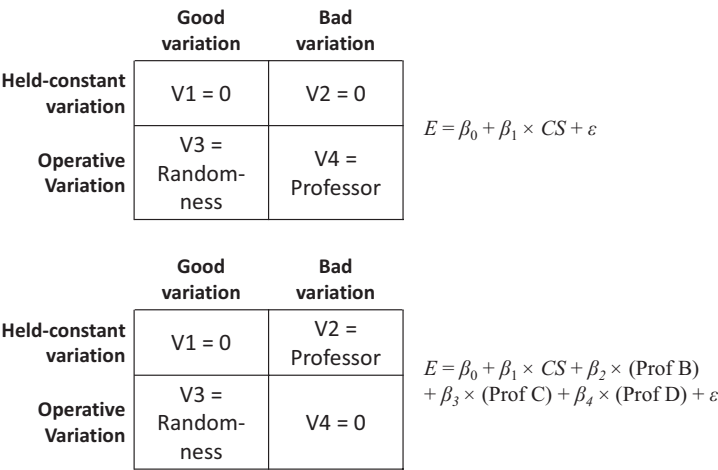 Good variation
Bad variation
Held-constant variation
V1 = 0
V2 = 0
Operative Variation
V3 = Random-ness
V4 = Professor
E = β₀ + β₁ × CS + ε
Good variation
Bad variation
Held-constant variation
V1 = 0
V2 = Professor
Operative Variation
V3 = Random-ness
V4 = 0
E = β₀ + β₁ × CS + β₂ × (Prof B)
+ β₃ × (Prof C) + β₄ × (Prof D) + ε